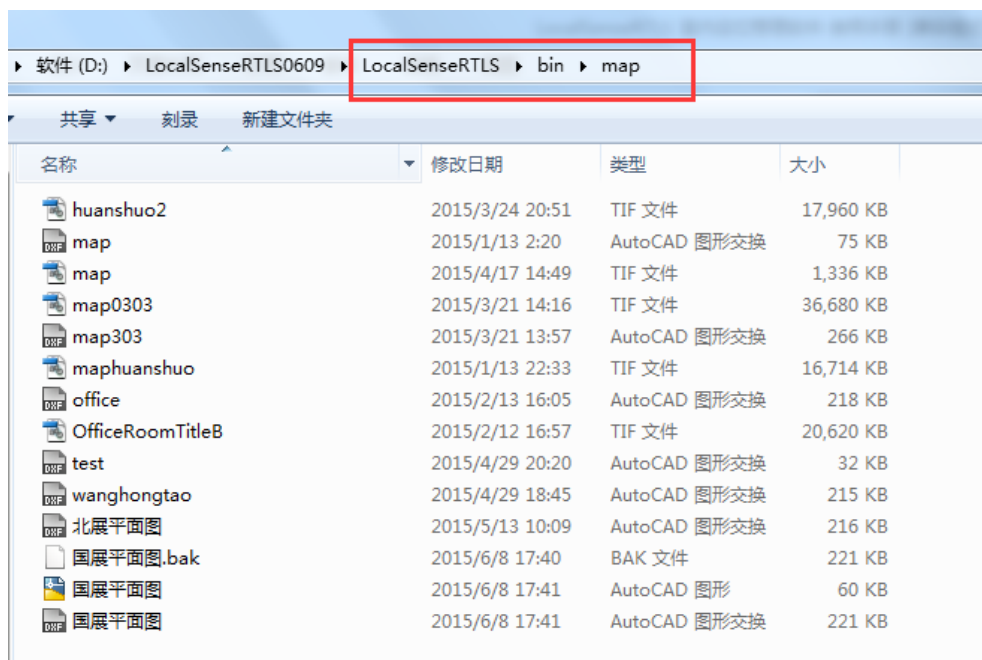 软件 (D:) LocalSenseRTLS0609 LocalSenseRTLS bin map
共享 刻录 新建文件夹
名称 修改日期 类型 大小
huanshuo2 2015/3/24 20:51 TIF 文件 17,960 KB
DXF map 2015/1/13 2:20 AutoCAD 图形交换 75 KB
map 2015/4/17 14:49 TIF 文件 1,336 KB
map0303 2015/3/21 14:16 TIF 文件 36,680 KB
DXF map303 2015/3/21 13:57 AutoCAD 图形交换 266 KB
maphuanshuo 2015/1/13 22:33 TIF 文件 16,714 KB
DXF office 2015/2/13 16:05 AutoCAD 图形交换 218 KB
OfficeRoomTitleB 2015/2/12 16:57 TIF 文件 20,620 KB
DXF test 2015/4/29 20:20 AutoCAD 图形交换 32 KB
DXF wanghongtao 2015/4/29 18:45 AutoCAD 图形交换 215 KB
DXF 北展平面图 2015/5/13 10:09 AutoCAD 图形交换 216 KB
国展平面图.bak 2015/6/8 17:40 BAK 文件 221 KB
国展平面图 2015/6/8 17:41 AutoCAD 图形 60 KB
DXF 国展平面图 2015/6/8 17:41 AutoCAD 图形交换 221 KB